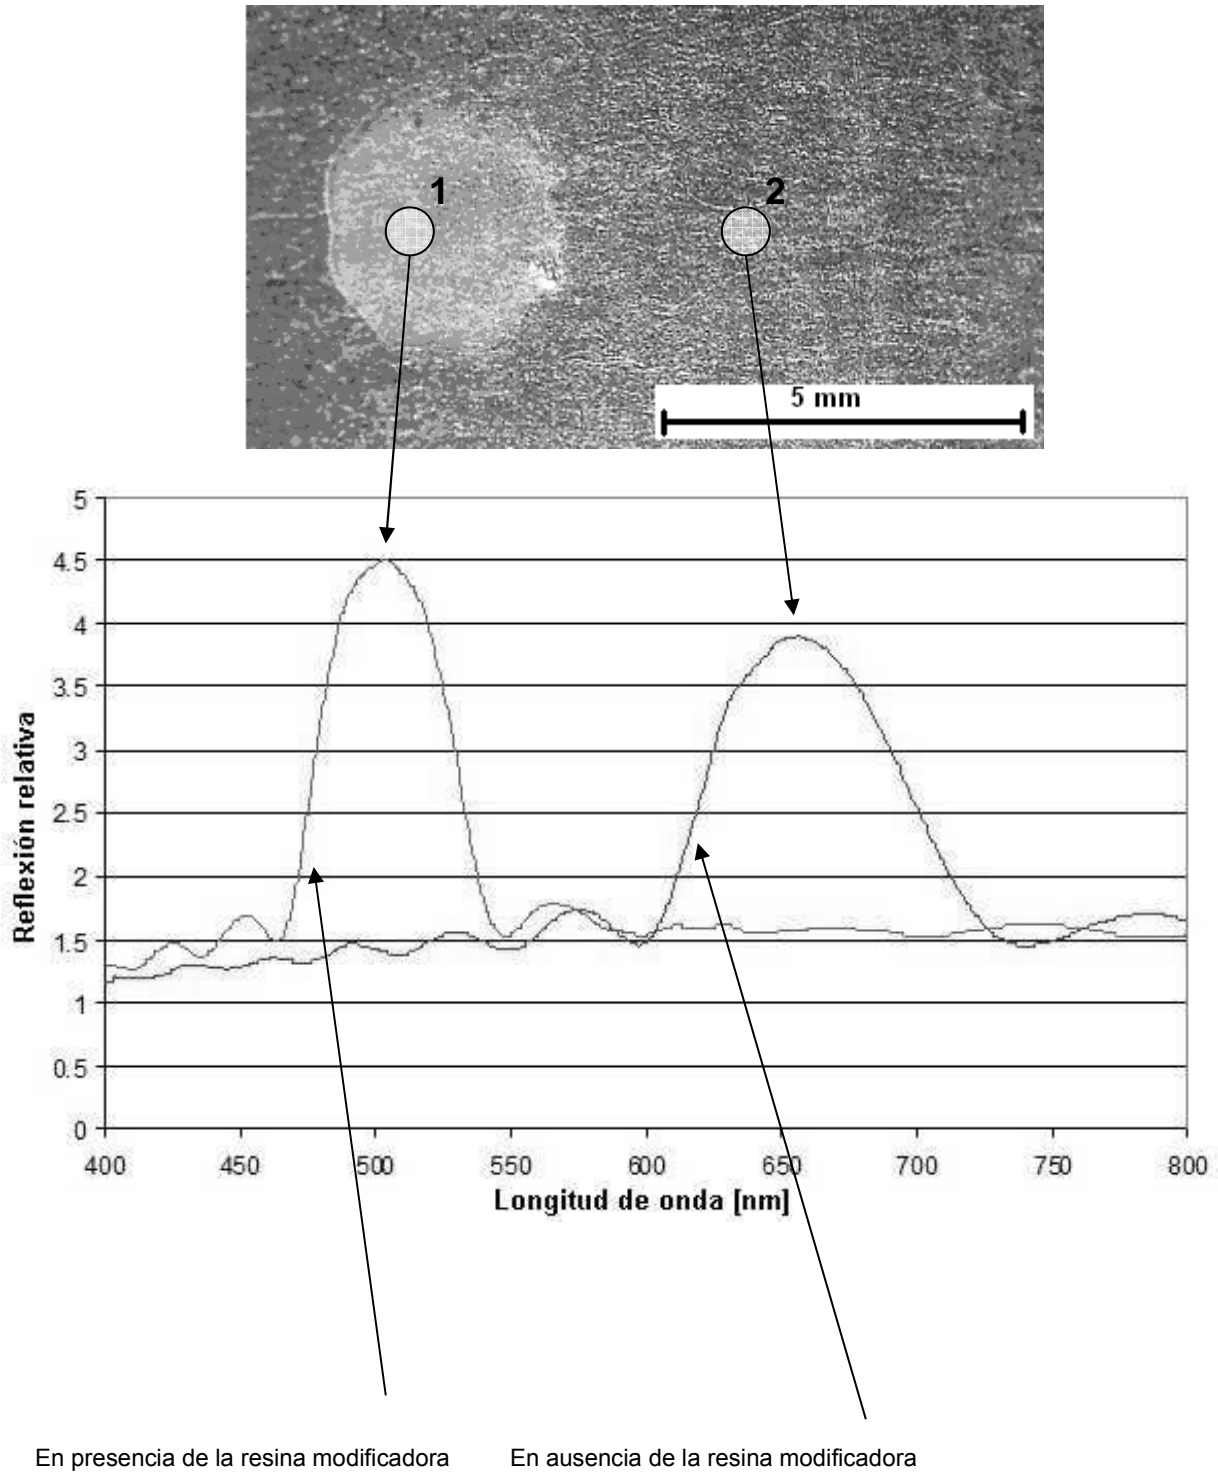 1
2
5 mm
5
4.5
4
3.5
3
2.5
2
1.5
1
0.5
0
Reflexión relativa
400 450 500 550 600 650 700 750 800
Longitud de onda [nm]
En presencia de la resina modificadora En ausencia de la resina modificadora